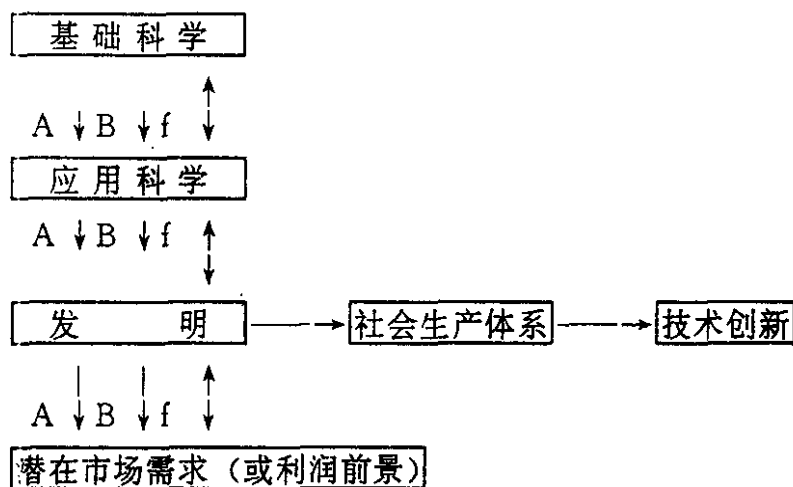 基础科学
A B f
应用科学
A B f
发 明 社会生产体系 技术创新
A B f
潜在市场需求（或利润前景）